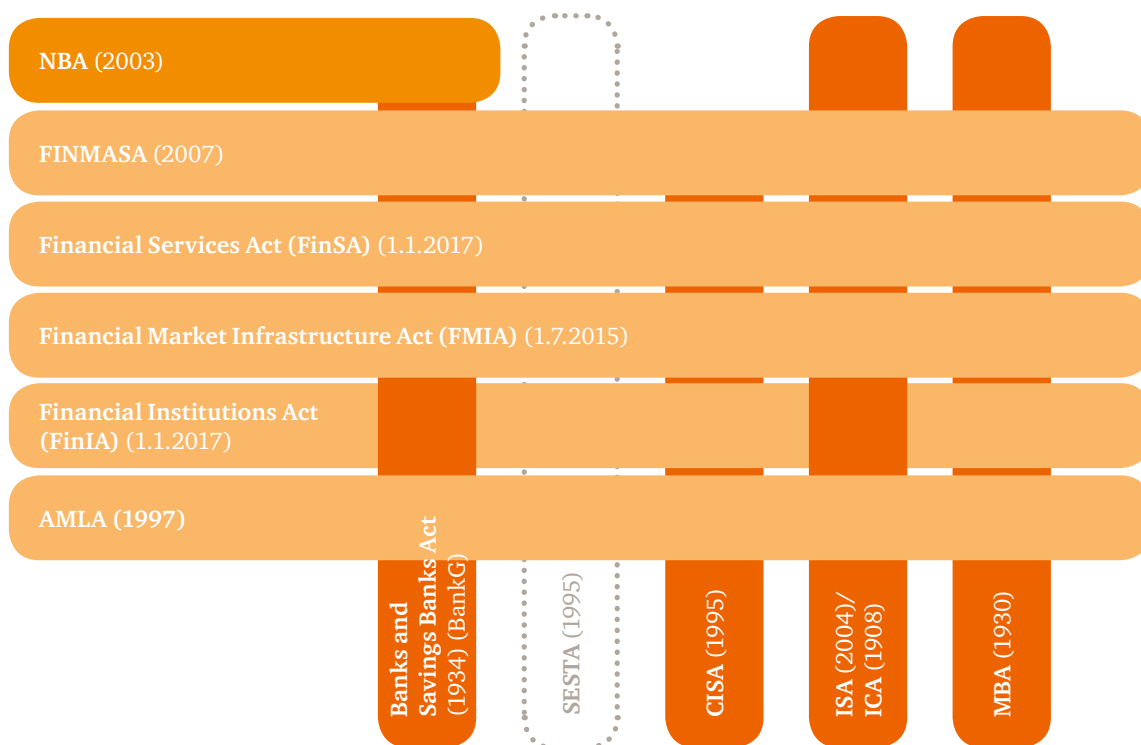 NBA (2003)
FINMASA (2007)
Financial Services Act (FinSA) (1.1.2017)
Financial Market Infrastructure Act (FMIA) (1.7.2015)
Financial Institutions Act
(FinIA) (1.1.2017)
AMLA (1997)
Banks and
Savings Banks Act
(1934) (BankG)
SESTA (1995)
CISA (1995)
ISA (2004)/
ICA (1908)
MBA (1930)